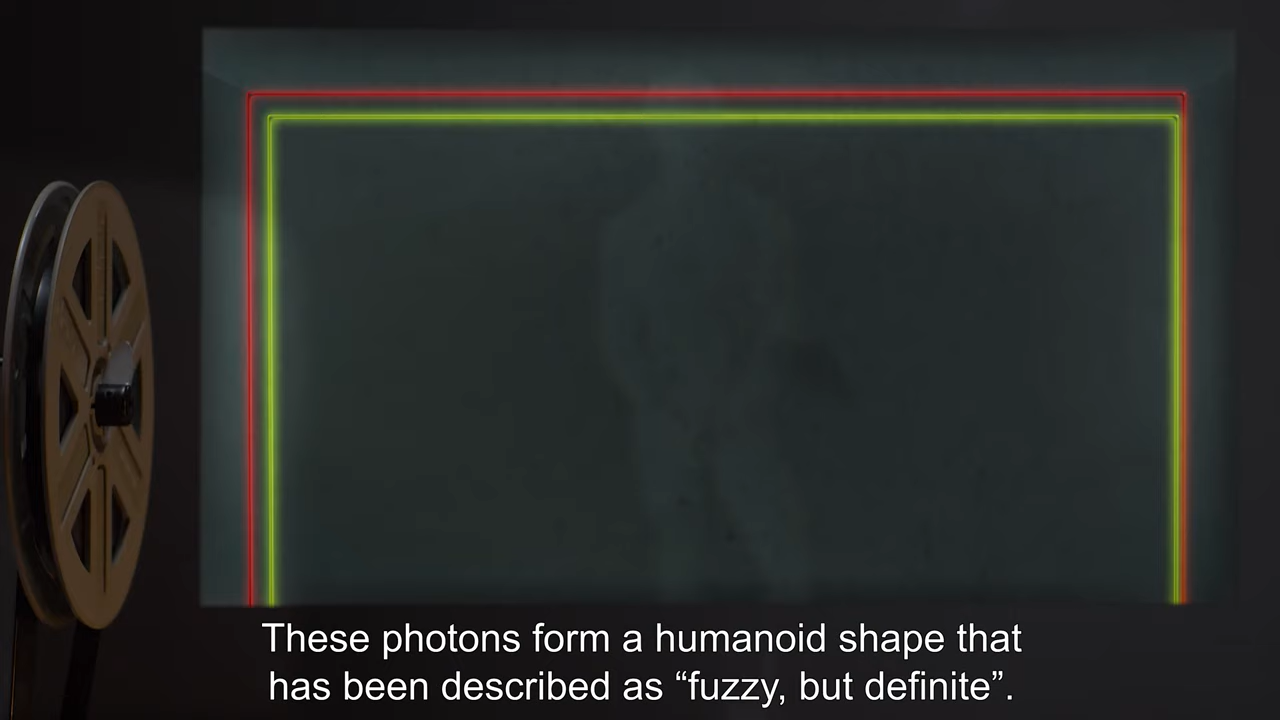 These photons form a humanoid shape that
has been described as “fuzzy, but definite”.